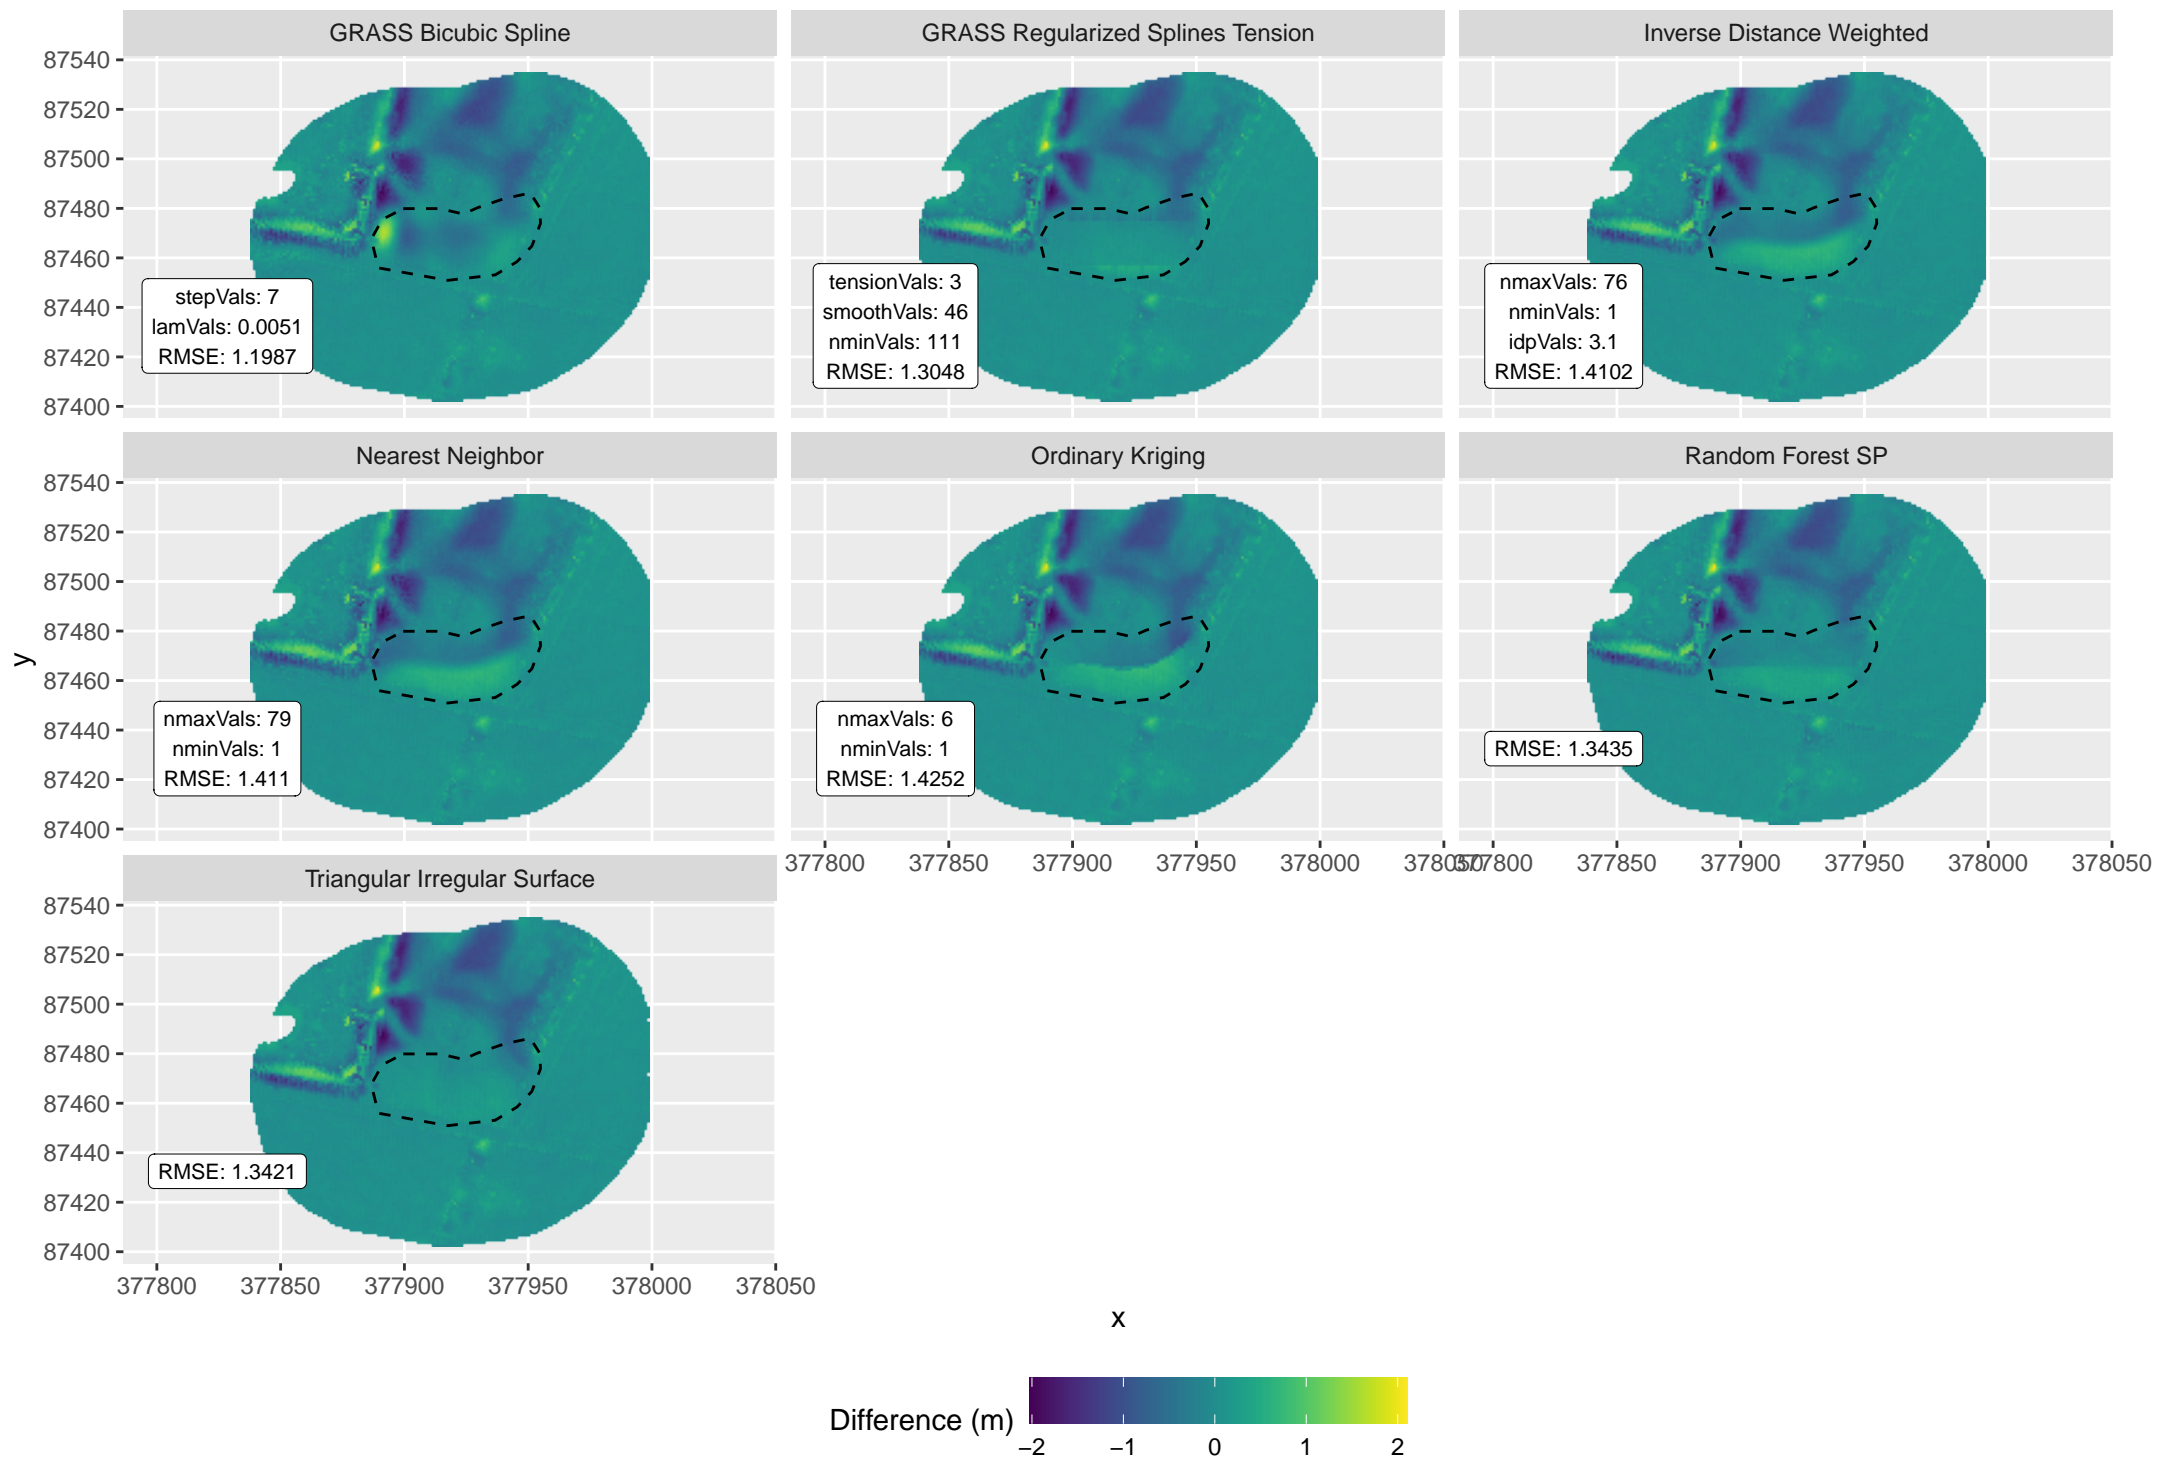 GRASS Bicubic Spline
GRASS Regularized Splines Tension
Inverse Distance Weighted
87540
87520
87500
87480
87460
87440
87420
87400
stepVals: 7
lamVals: 0.0051
RMSE: 1.1987
tensionVals: 3
smoothVals: 46
nminVals: 111
RMSE: 1.3048
nmaxVals: 76
nminVals: 1
idpVals: 3.1
RMSE: 1.4102
Nearest Neighbor
Ordinary Kriging
Random Forest SP
y
87540
87520
87500
87480
87460
87440
87420
87400
nmaxVals: 79
nminVals: 1
RMSE: 1.411
nmaxVals: 6
nminVals: 1
RMSE: 1.4252
RMSE: 1.3435
377800 377850 377900 377950 378000 378050
377800 377850 377900 377950 378000 378050
Triangular Irregular Surface
87540
87520
87500
87480
87460
87440
87420
87400
RMSE: 1.3421
377800 377850 377900 377950 378000 378050
x
Difference (m)
−2 −1 0 1 2